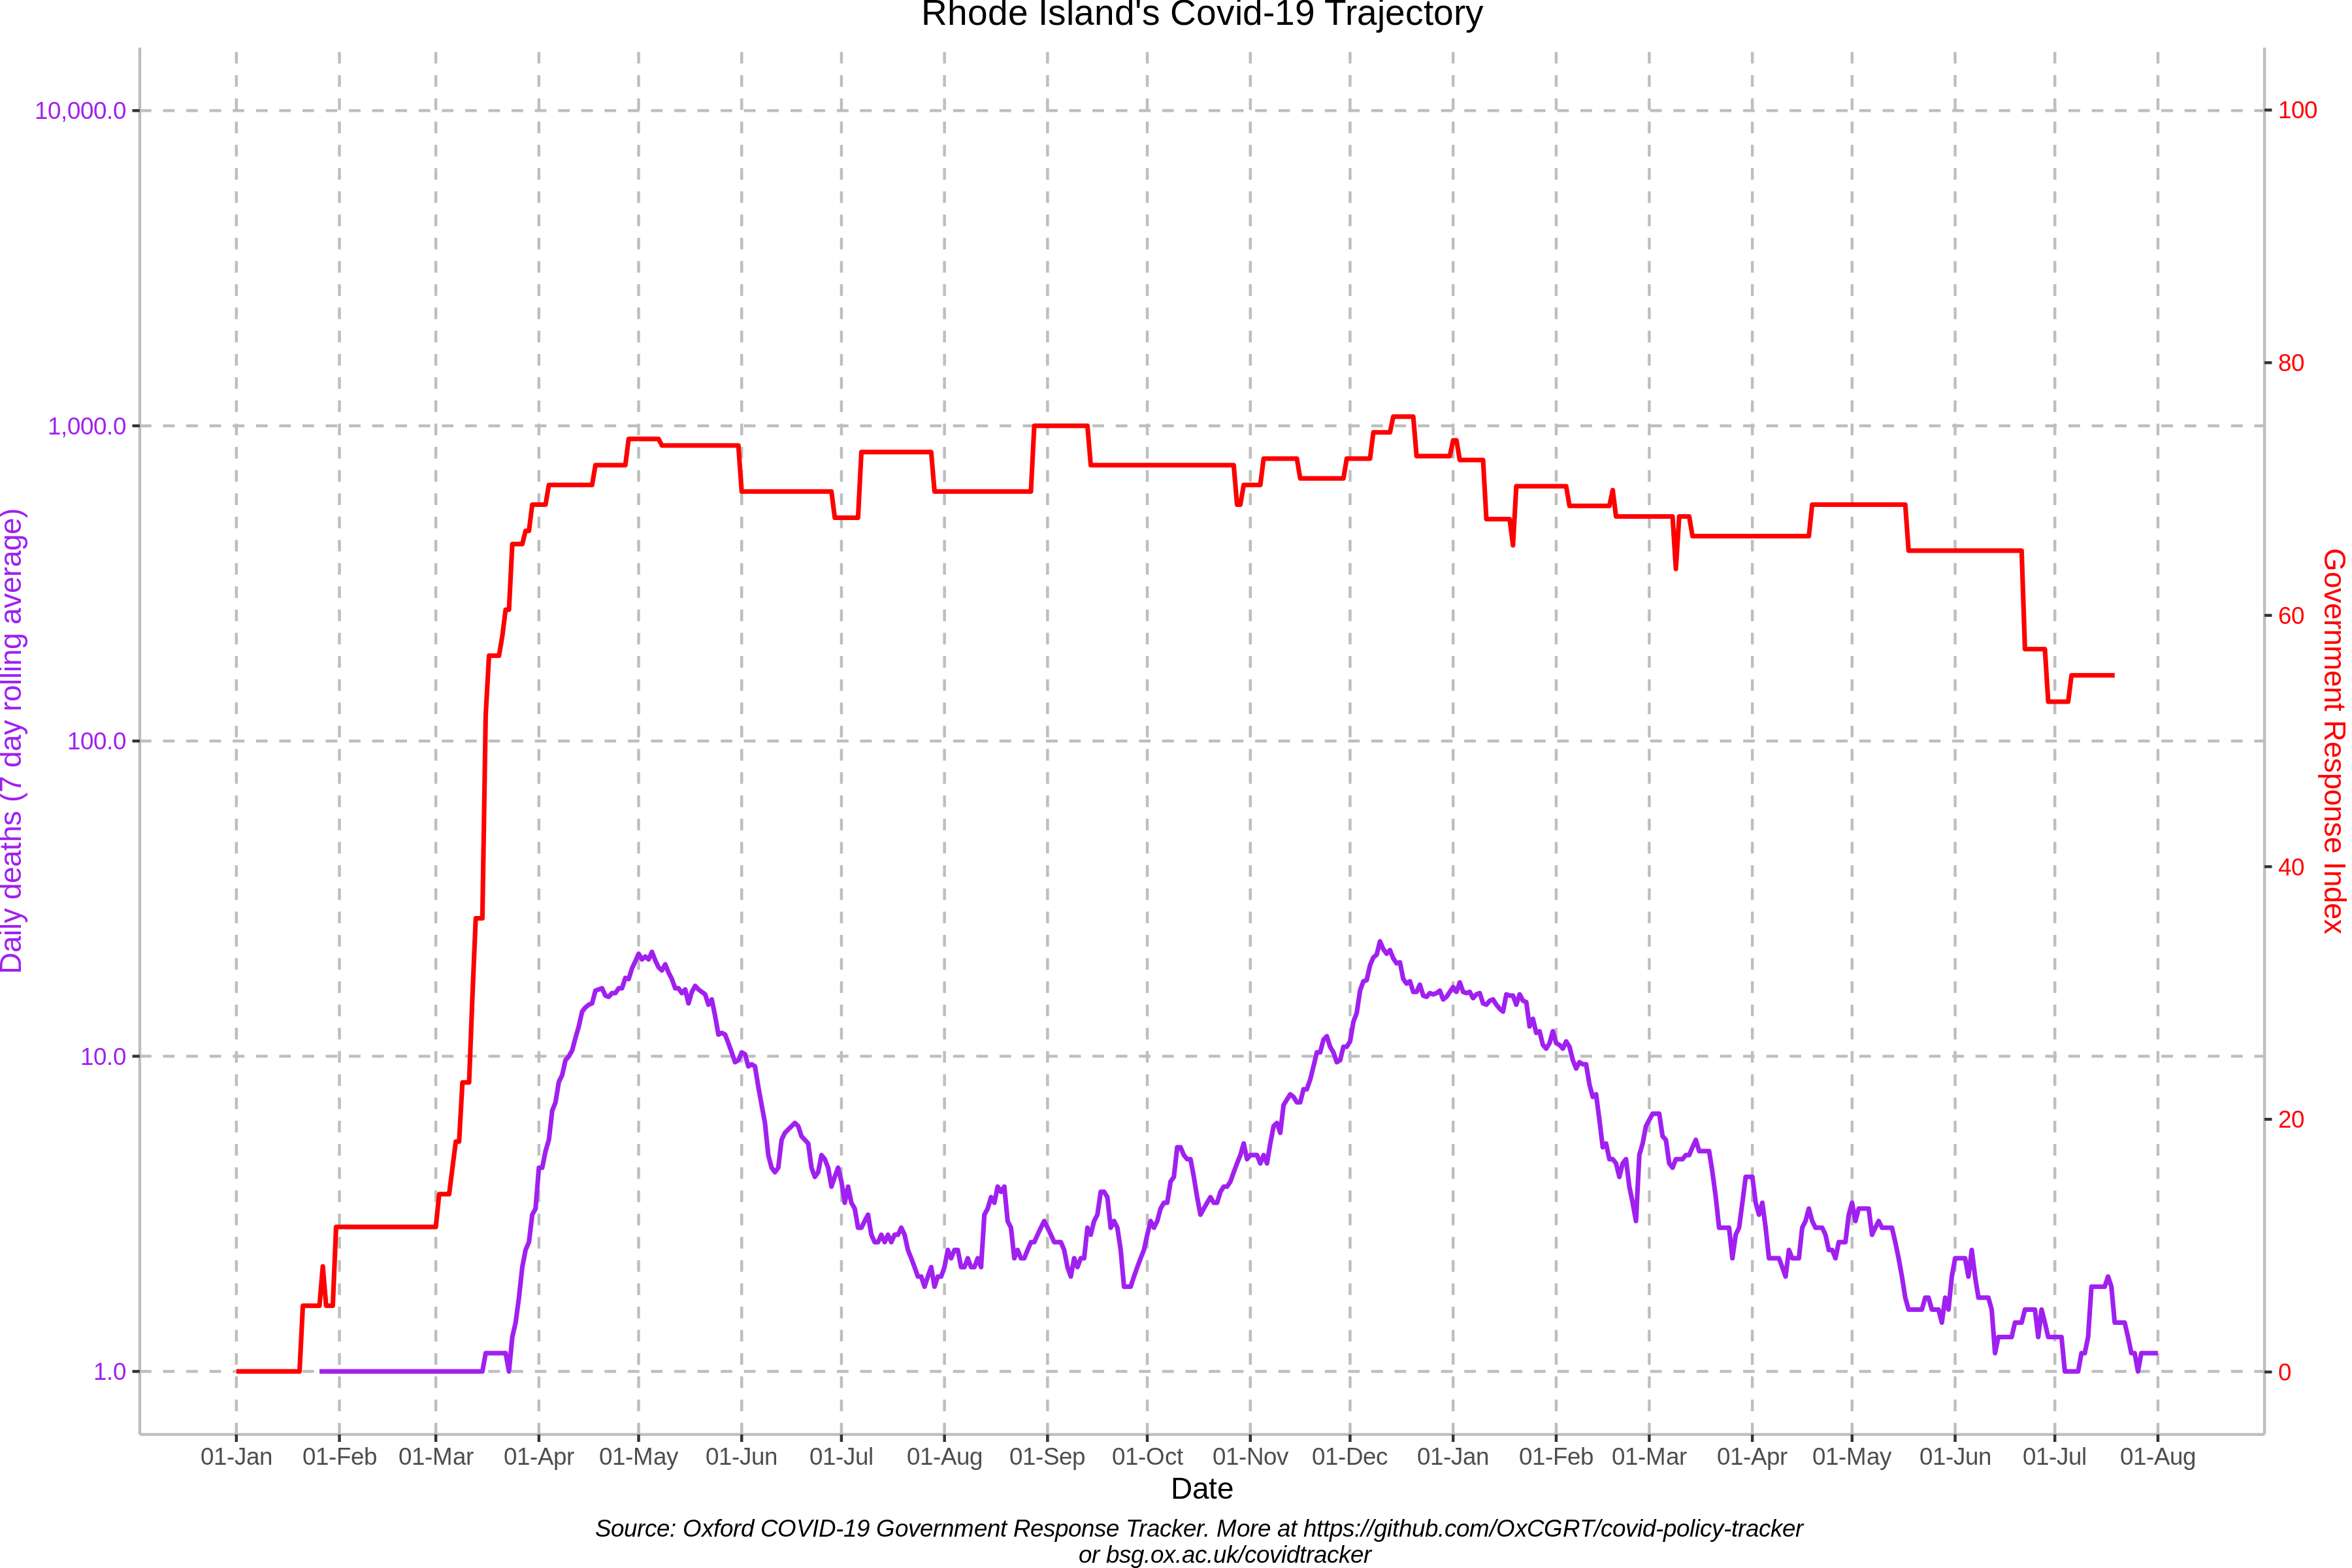 Rhode Island's Covid-19 Trajectory
10,000.0
1,000.0
100.0
10.0
1.0
Daily deaths (7 day rolling average)
100
80
60
40
20
0
Government Response Index
01-Jan 01-Feb 01-Mar 01-Apr 01-May 01-Jun 01-Jul 01-Aug 01-Sep 01-Oct 01-Nov 01-Dec 01-Jan 01-Feb 01-Mar 01-Apr 01-May 01-Jun 01-Jul 01-Aug
Date
Source: Oxford COVID-19 Government Response Tracker. More at https://github.com/OxCGRT/covid-policy-tracker
or bsg.ox.ac.uk/covidtracker